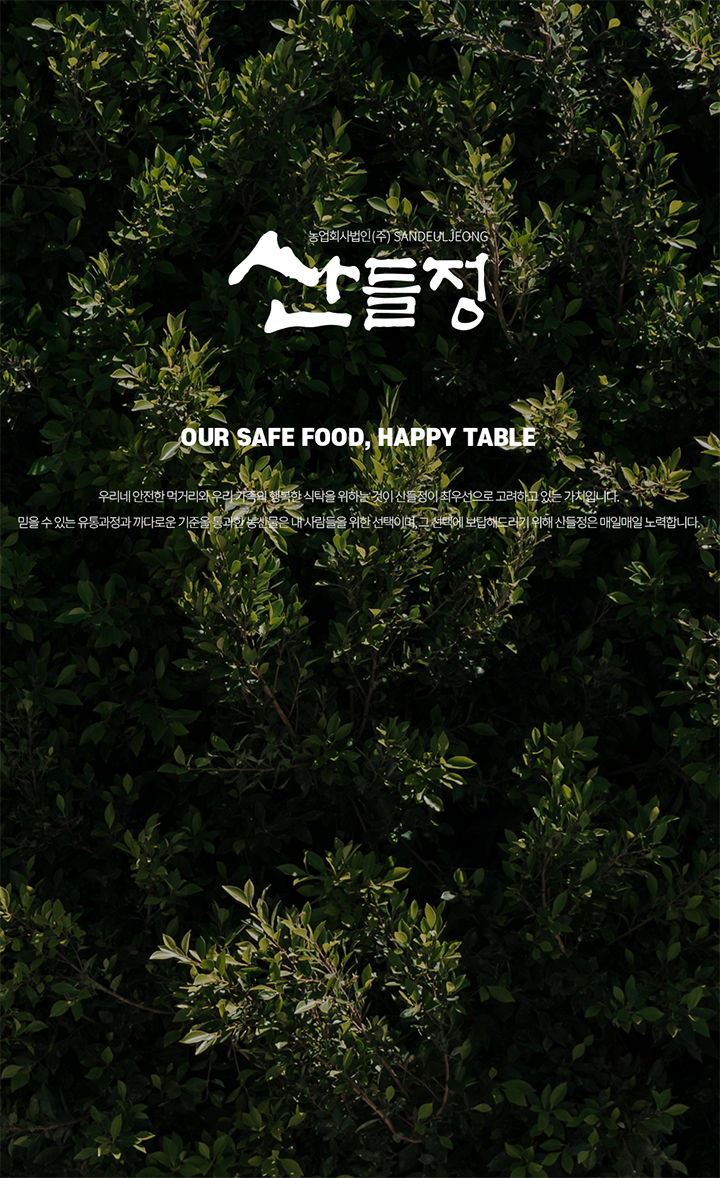 농업회사법인(주) SANDEULJEONG
산들정
OUR SAFE FOOD, HAPPY TABLE
우리네 안전한 먹거리와 우리 가족의 행복한 식탁을 위하는 것이 산들정이 최우선으로 고려하고 있는 가치입니다.
믿을 수 있는 유통과정과 까다로운 기준을 통과한 농산물은 내 사람들을 위한 선택이며, 그 선택에 보답해드리기 위해 산들정은 매일매일 노력합니다.